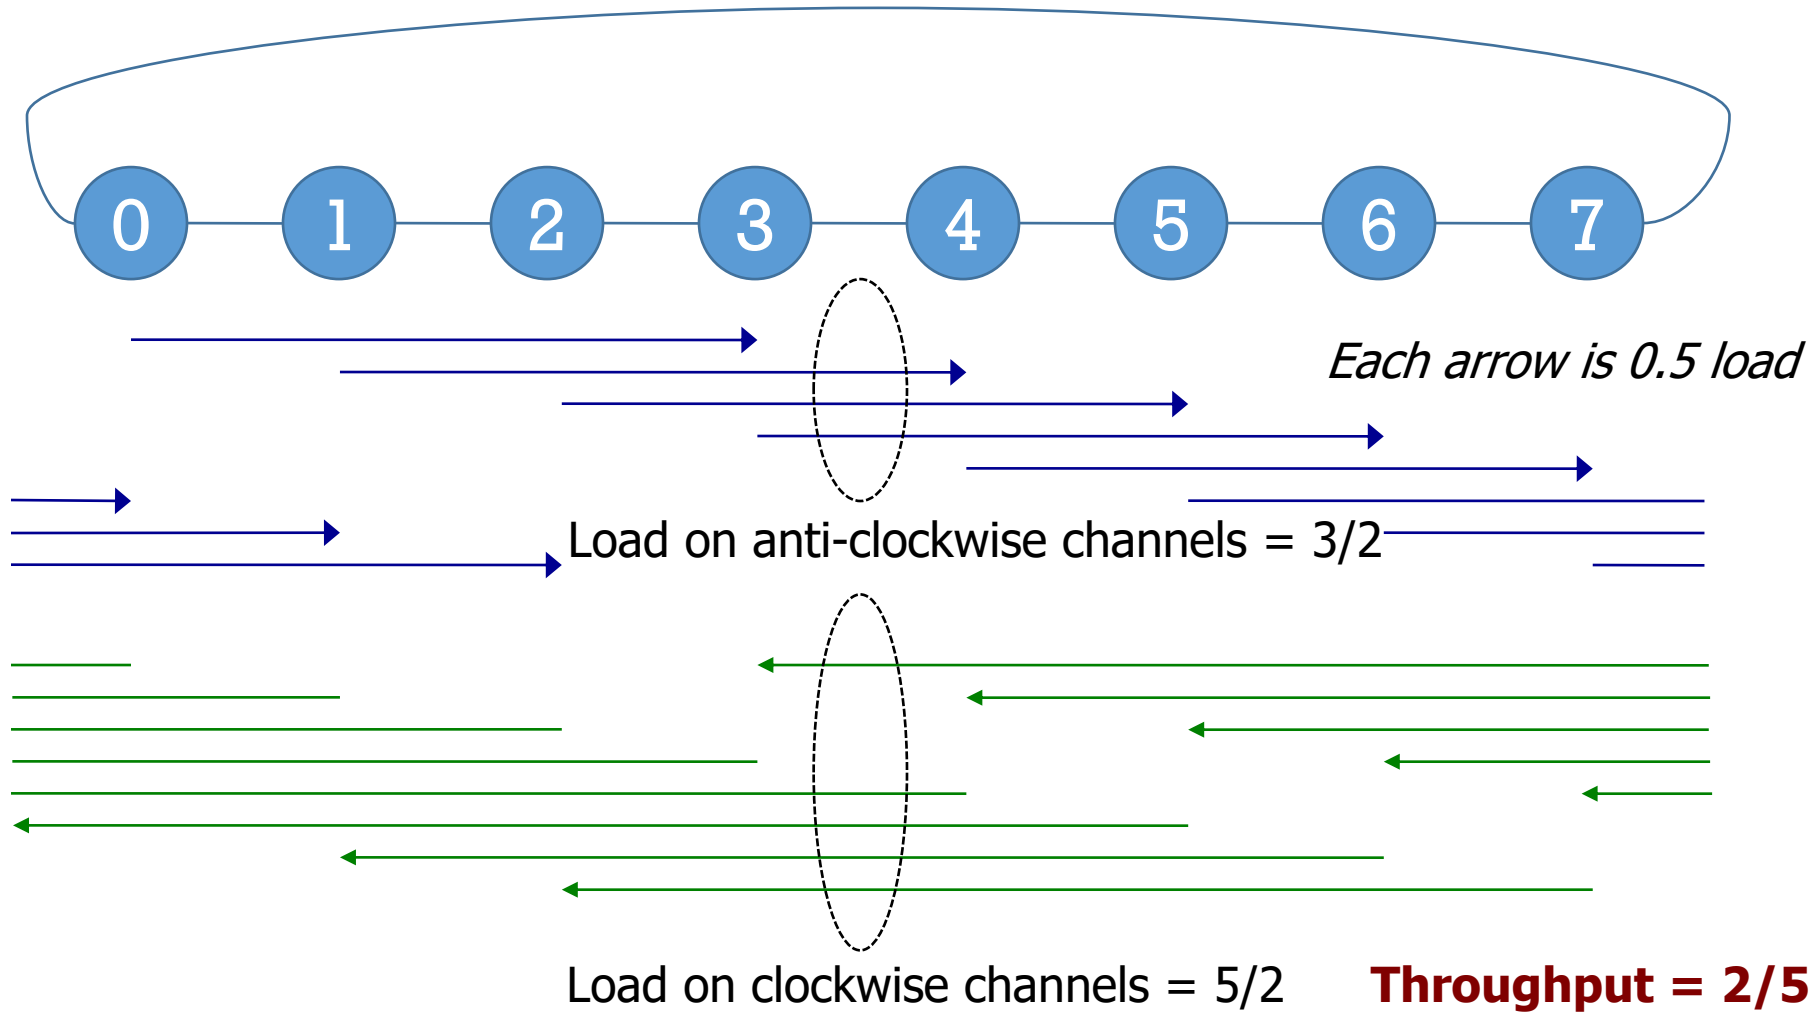 0 1 2 3 4 5 6 7
Each arrow is 0.5 load
Load on anti-clockwise channels = 3/2
Load on clockwise channels = 5/2
Throughput = 2/5